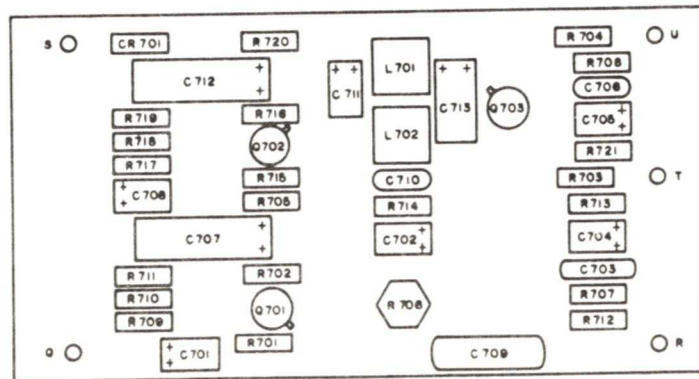 S
CR 701
R 720
R 704
U
C 712
C 711
L 701
C 713
Q703
R 708
C 706
C 705
R 719
R 716
R 718
Q702
L 702
R 721
R 717
R 715
C 710
R 703
T
C 708
R 705
R 714
R 713
C 707
C 702
C 704
R 711
R 702
C 703
R 710
Q701
R 706
R 707
R 709
R 712
Q
C 701
R 701
C 709
R